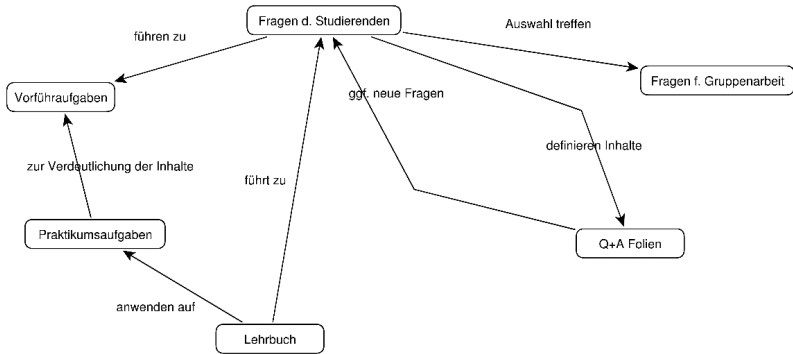 Fragen d. Studierenden
Auswahl treffen
führen zu
Fragen f. Gruppenarbeit
Vorführaufgaben
ggf. neue Fragen
definieren Inhalte
zur Verdeutlichung der Inhalte
führt zu
Praktikumsaufgaben
Q+A Folien
anwenden auf
Lehrbuch